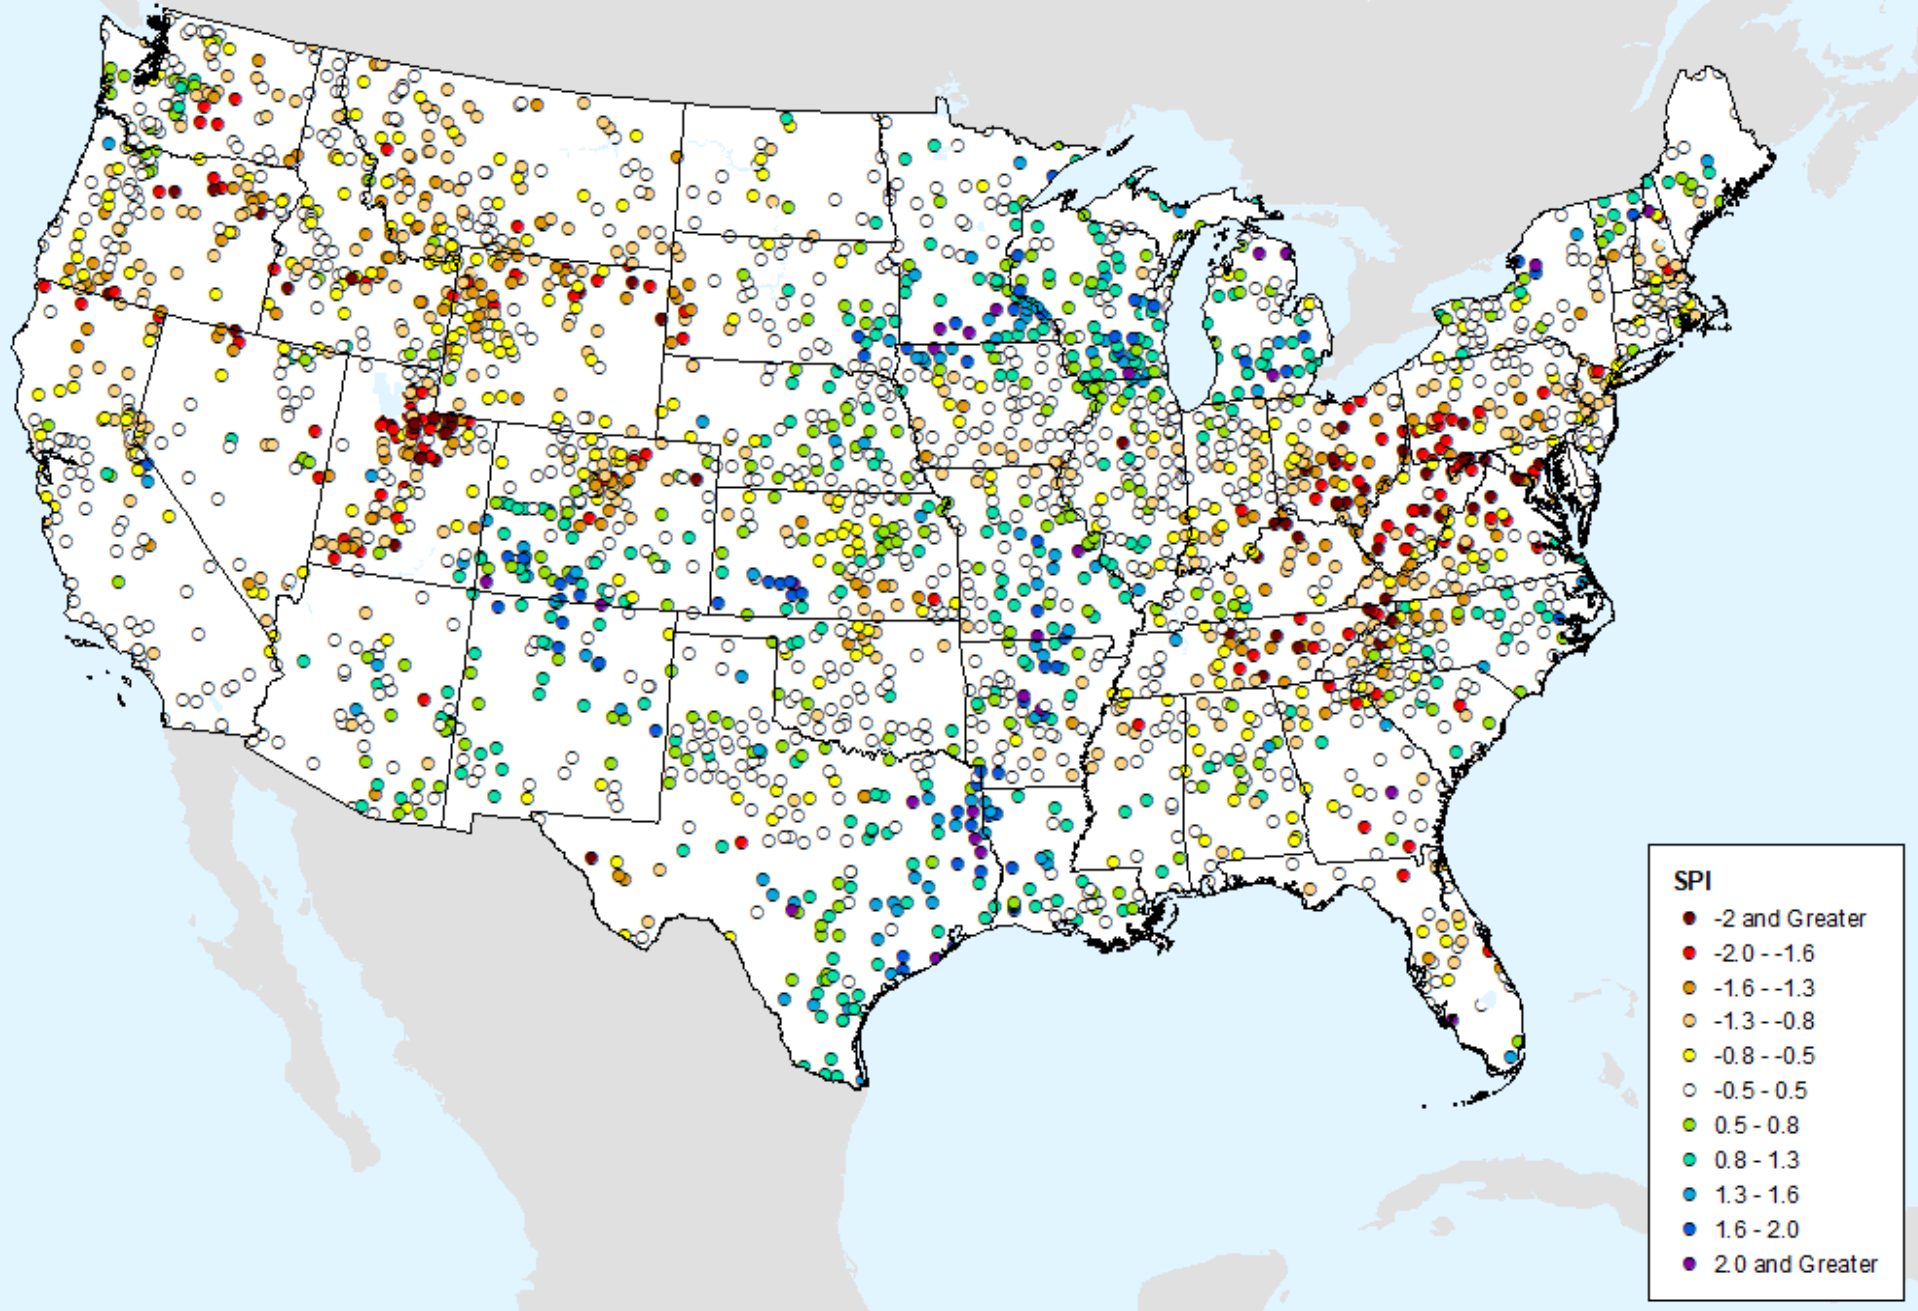 SPI
-2 and Greater
-2.0 - -1.6
-1.6 - -1.3
-1.3 - -0.8
-0.8 - -0.5
-0.5 - 0.5
0.5 - 0.8
0.8 - 1.3
1.3 - 1.6
1.6 - 2.0
2.0 and Greater